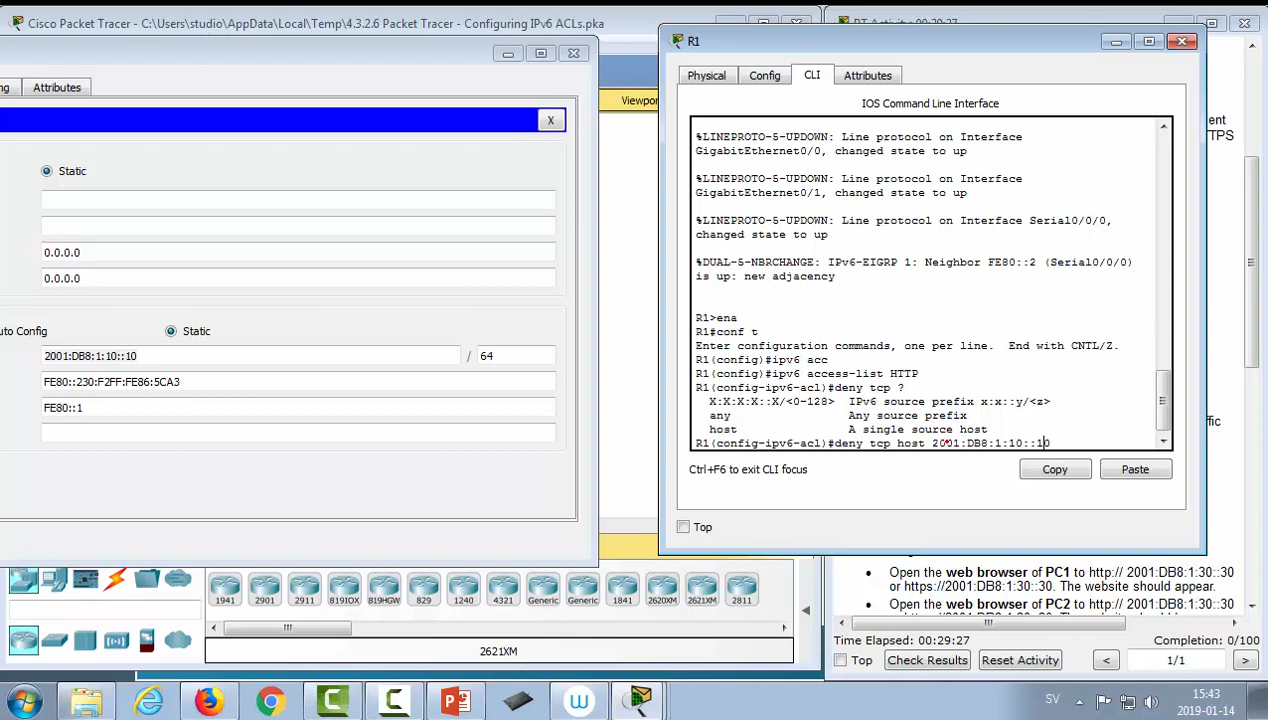 Cisco Packet Tracer - C:\Users\studio\AppData\Local\Temp\4.3.2.6 Packet Tracer - Configuring IPv6 ACLs.pka
PT Activity: 00:29:27
ng
Attributes
X
Static
0.0.0.0
0.0.0.0
uto Config
Static
2001:DB8:1:10::10
/
64
FE80::230:F2FF:FE86:5CA3
FE80::1
Viewpor
R1
Physical
Config
CLI
Attributes
IOS Command Line Interface
%LINEPROTO-5-UPDOWN: Line protocol on Interface
GigabitEthernet0/0, changed state to up
%LINEPROTO-5-UPDOWN: Line protocol on Interface
GigabitEthernet0/1, changed state to up
%LINEPROTO-5-UPDOWN: Line protocol on Interface Serial0/0/0,
changed state to up
%DUAL-5-NBRCHANGE: IPv6-EIGRP 1: Neighbor FE80::2 (Serial0/0/0)
is up: new adjacency
R1>ena
R1#conf t
Enter configuration commands, one per line.  End with CNTL/Z.
R1(config)#ipv6 acc
R1(config)#ipv6 access-list HTTP
R1(config-ipv6-acl)#deny tcp ?
X:X:X:X::X/<0-128>  IPv6 source prefix x:x::y/<z>
any  Any source prefix
host  A single source host
R1(config-ipv6-acl)#deny tcp host 2001:DB8:1:10::10
Ctrl+F6 to exit CLI focus
Copy
Paste
Top
ent
TPS
ffic
Open the web browser of PC1 to http:// 2001:DB8:1:30::30
or https://2001:DB8:1:30::30. The website should appear.
Open the web browser of PC2 to http:// 2001:DB8:1:30::30
Time Elapsed: 00:29:27
Completion: 0/100
Top
Check Results
Reset Activity
<
1/1
>
1941
2901
2911
819IOX
819HGW
829
1240
4321
Generic
Generic
1841
2620XM
2621XM
2811
2621XM
SV
15:43
2019-01-14